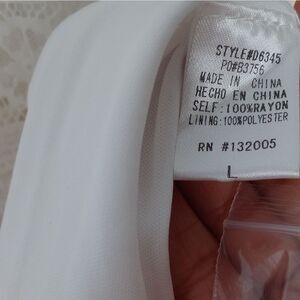 STYLE#D6345
PO#B3756
MADE IN CHINA
HECHO EN CHINA
SELF:100%RAYON
LINING:100%POLYESTER
RN #132005
L